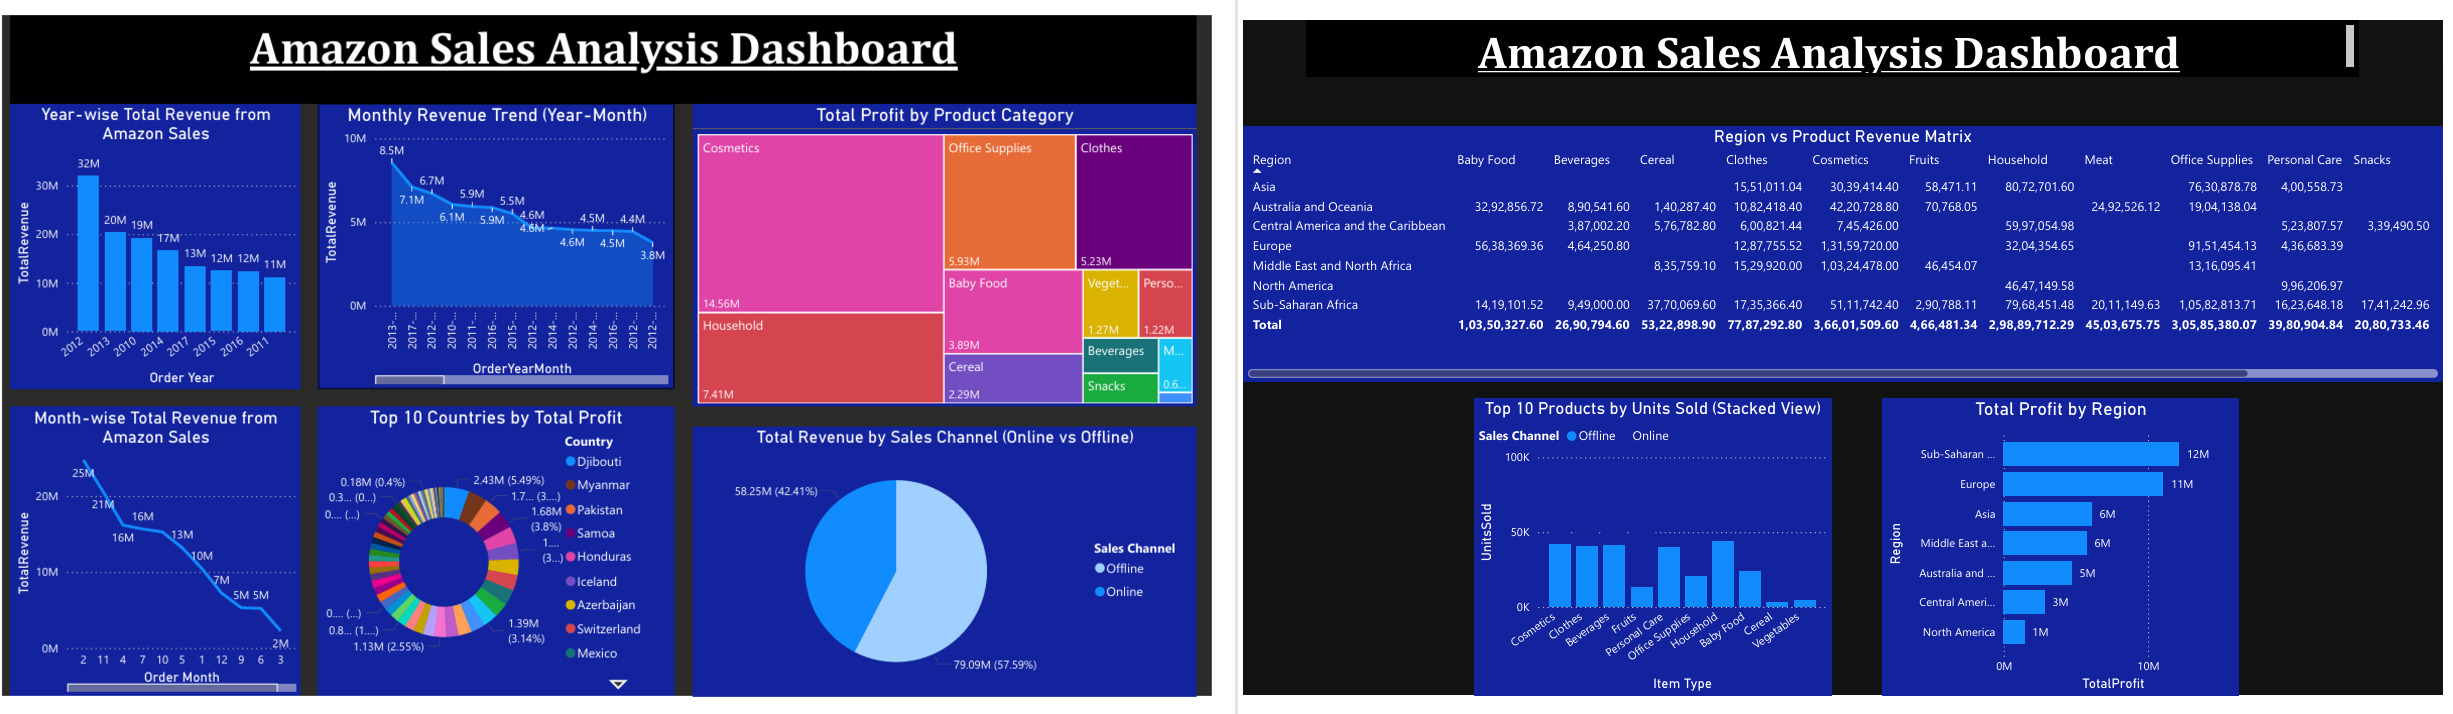 Amazon Sales Analysis Dashboard
Year-wise Total Revenue from
Amazon Sales
TotalRevenue
30M
20M
10M
0M
32M
20M
19M
17M
13M
12M
12M
11M
2012
2013
2010
2014
2017
2015
2016
2011
Order Year
Monthly Revenue Trend (Year-Month)
TotalRevenue
10M
5M
0M
8.5M
7.1M
6.7M
6.1M
5.9M
5.9M
5.5M
4.6M
4.6M
4.6M
4.5M
4.5M
4.4M
3.8M
2013-...
2017-...
2012-...
2010-...
2011-...
2016-...
2015-...
2012-...
2014-...
2014-...
2016-...
2010-...
2012-...
2012-...
OrderYearMonth
Total Profit by Product Category
Cosmetics
14.56M
Household
7.41M
Office Supplies
5.93M
Clothes
5.23M
Baby Food
3.89M
Cereal
2.29M
Veget...
1.27M
Perso...
1.22M
Beverages
Snacks
M...
0.6...
Month-wise Total Revenue from
Amazon Sales
TotalRevenue
20M
10M
0M
25M
21M
16M
16M
13M
10M
7M
5M 5M
2M
2 11 4 7 10 5 1 12 9 6 3
Order Month
Top 10 Countries by Total Profit
Country
Djibouti
Myanmar
Pakistan
Samoa
Honduras
Iceland
Azerbaijan
Switzerland
Mexico
2.43M (5.49%)
1.7... (3....)
1.68M
(3.8%)
1....
(3...)
1.39M
(3.14%)
1.13M (2.55%)
0.8... (1....)
0.... (...)
0.... (...)
0.3... (0...)
0.18M (0.4%)
Total Revenue by Sales Channel (Online vs Offline)
58.25M (42.41%)
79.09M (57.59%)
Sales Channel
Offline
Online
Amazon Sales Analysis Dashboard
Region vs Product Revenue Matrix
Region Baby Food Beverages Cereal Clothes Cosmetics Fruits Household Meat Office Supplies Personal Care Snacks
Asia 15,51,011.04 30,39,414.40 58,471.11 80,72,701.60 76,30,878.78 4,00,558.73
Australia and Oceania 32,92,856.72 8,90,541.60 1,40,287.40 10,82,418.40 42,20,728.80 70,768.05 24,92,526.12 19,04,138.04
Central America and the Caribbean 3,87,002.20 5,76,782.80 6,00,821.44 7,45,426.00 59,97,054.98 5,23,807.57 3,39,490.50
Europe 56,38,369.36 4,64,250.80 12,87,755.52 1,31,59,720.00 32,04,354.65 91,51,454.13 4,36,683.39
Middle East and North Africa 8,35,759.10 15,29,920.00 1,03,24,478.00 46,454.07 13,16,095.41
North America 46,47,149.58 9,96,206.97
Sub-Saharan Africa 14,19,101.52 9,49,000.00 37,70,069.60 17,35,366.40 51,11,742.40 2,90,788.11 79,68,451.48 20,11,149.63 1,05,82,813.71 16,23,648.18 17,41,242.96
Total 1,03,50,327.60 26,90,794.60 53,22,898.90 77,87,292.80 3,66,01,509.60 4,66,481.34 2,98,89,712.29 45,03,675.75 3,05,85,380.07 39,80,904.84 20,80,733.46
Top 10 Products by Units Sold (Stacked View)
Sales Channel Offline Online
UnitsSold
100K
50K
0K
Cosmetics
Clothes
Beverages
Fruits
Personal Care
Office Supplies
Household
Baby Food
Cereal
Vegetables
Item Type
Total Profit by Region
Region
Sub-Saharan ... 12M
Europe 11M
Asia 6M
Middle East a... 6M
Australia and ... 5M
Central Ameri... 3M
North America 1M
0M 10M
TotalProfit